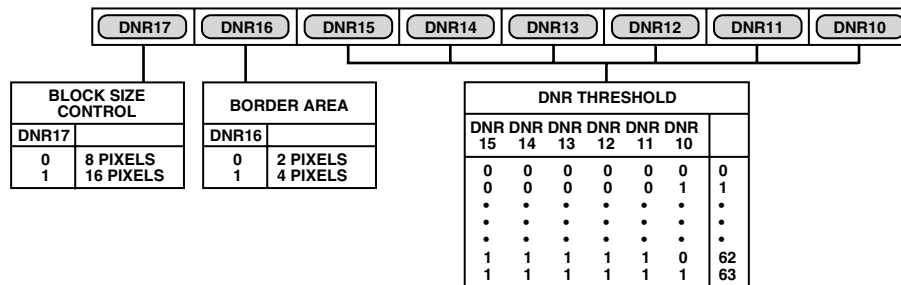 DNR17 DNR16 DNR15 DNR14 DNR13 DNR12 DNR11 DNR10
BLOCK SIZE
CONTROL
DNR17
0 8 PIXELS
1 16 PIXELS
BORDER AREA
DNR16
0 2 PIXELS
1 4 PIXELS
DNR THRESHOLD
DNR DNR DNR DNR DNR DNR
15 14 13 12 11 10
0 0 0 0 0 0 0
0 0 0 0 0 1 1
• • • • • • •
• • • • • • •
• • • • • • •
1 1 1 1 1 0 62
1 1 1 1 1 1 63